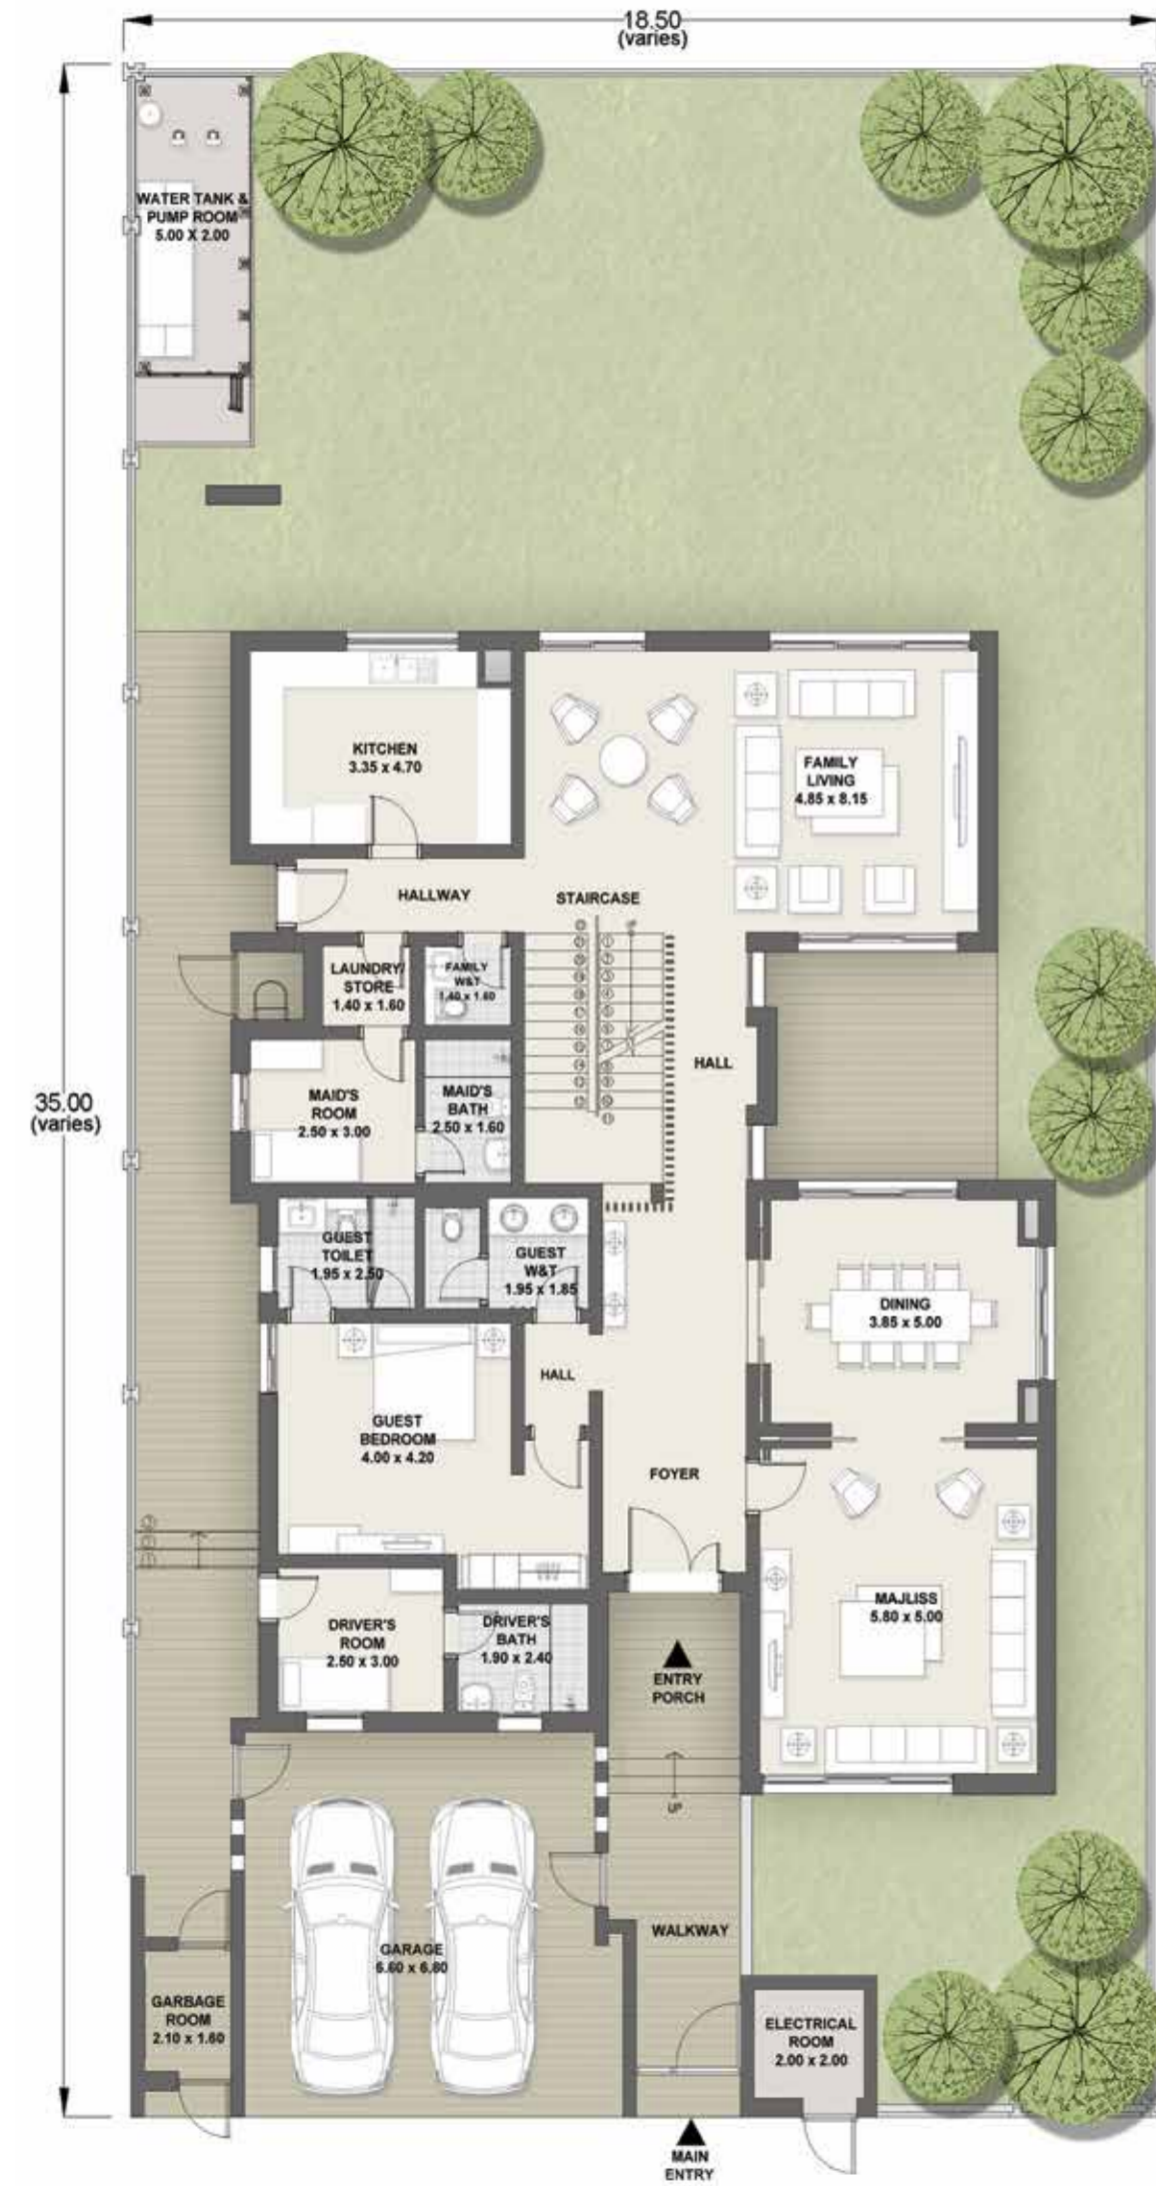 18.50
(varies)
WATER TANK &
PUMP ROOM
5.00 X 2.00
KITCHEN
3.35 x 4.70
FAMILY
LIVING
4.85 x 8.15
HALLWAY
STAIRCASE
LAUNDRY/
STORE
1.40 x 1.60
FAMILY
W&T
1.40 x 1.60
HALL
35.00
(varies)
MAID'S
ROOM
2.50 x 3.00
MAID'S
BATH
2.50 x 1.60
GUEST
TOILET
1.95 x 2.50
GUEST
W&T
1.95 x 1.85
DINING
3.85 x 5.00
HALL
GUEST
BEDROOM
4.00 x 4.20
FOYER
MAJLISS
5.80 x 5.00
DRIVER'S
ROOM
2.50 x 3.00
DRIVER'S
BATH
1.90 x 2.40
ENTRY
PORCH
UP
WALKWAY
GARAGE
6.60 x 6.80
GARBAGE
ROOM
2.10 x 1.60
ELECTRICAL
ROOM
2.00 x 2.00
MAIN
ENTRY